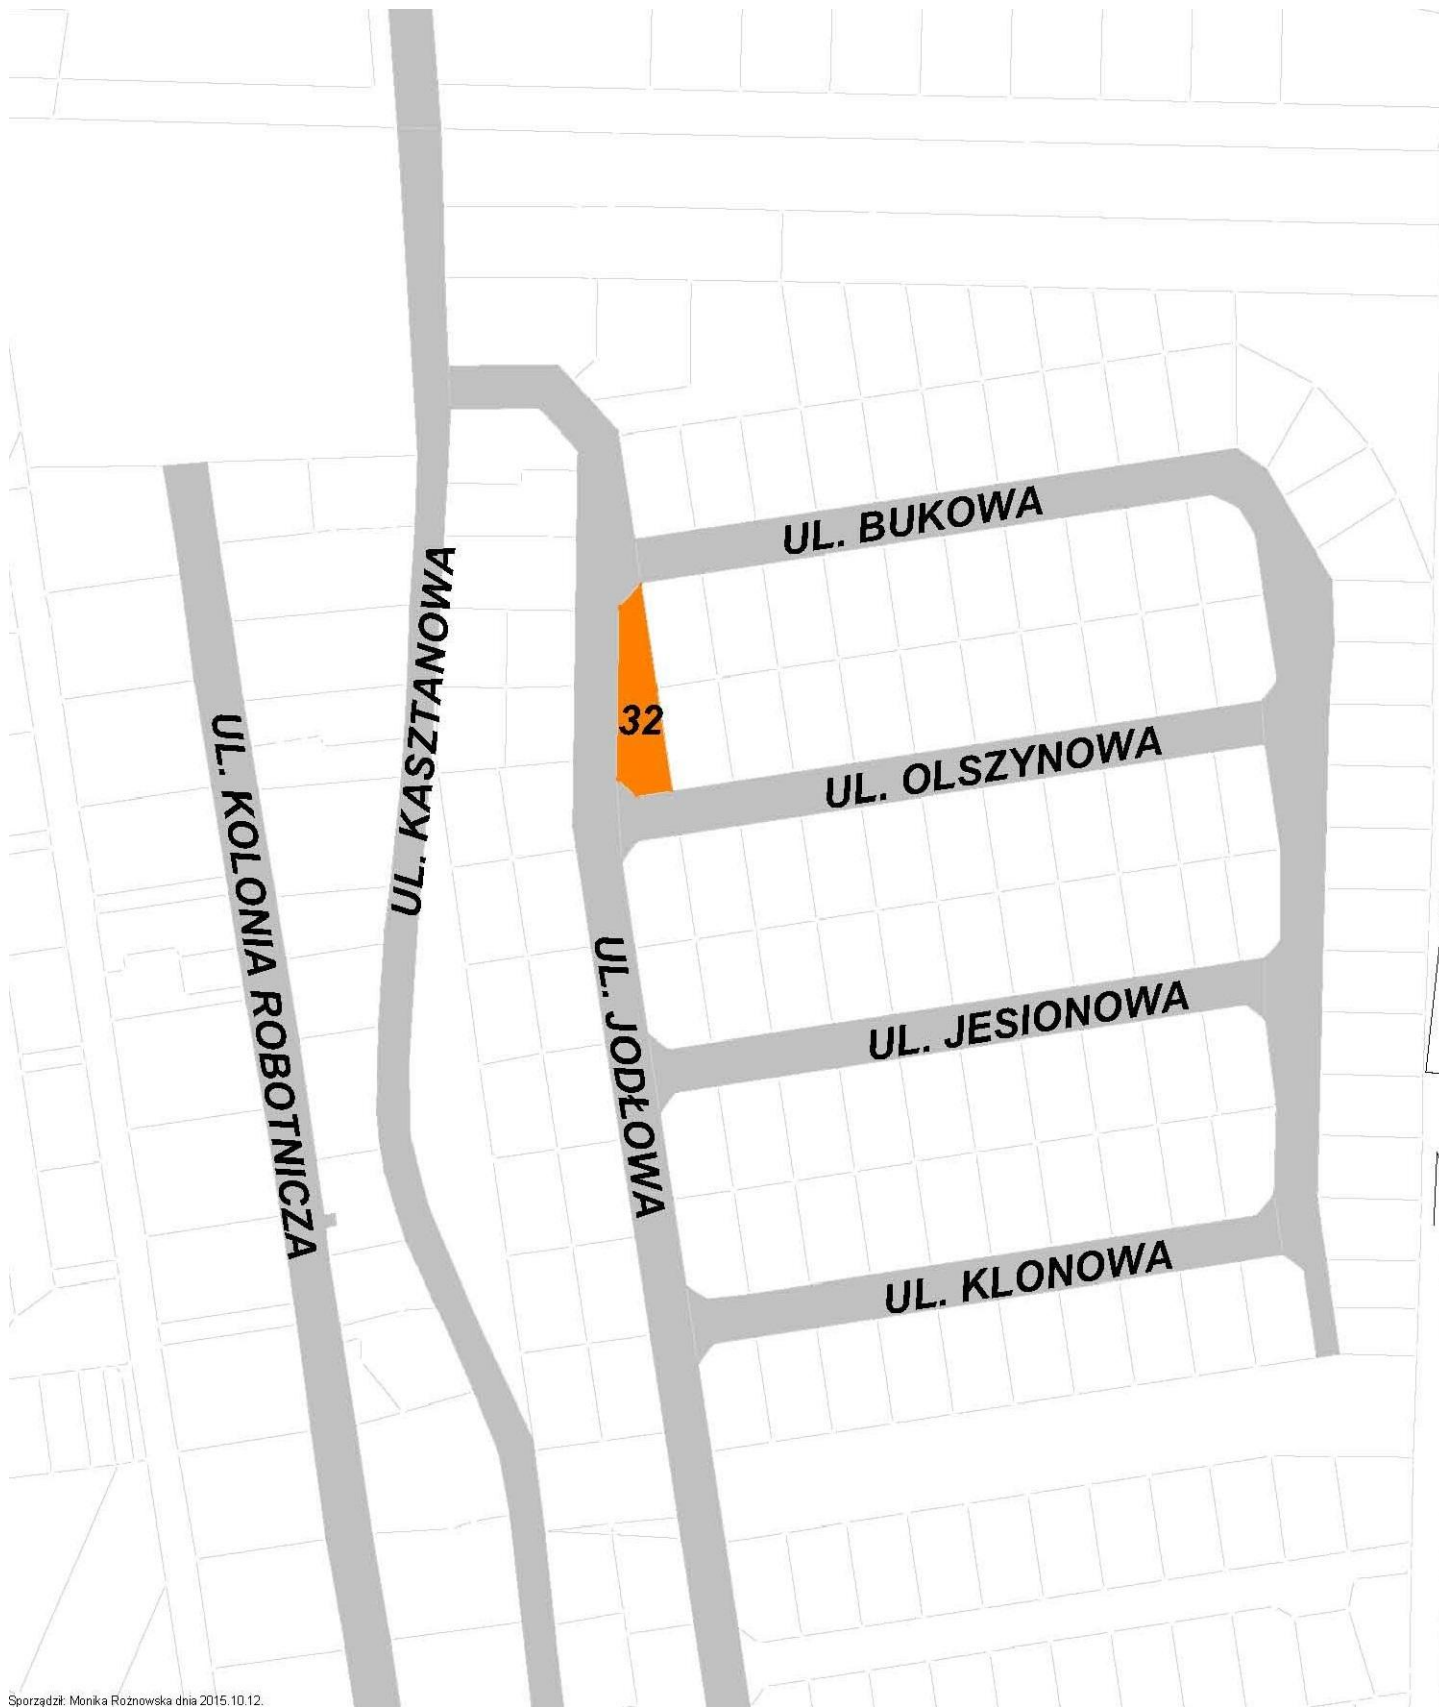 UL. BUKOWA
UL. KASZTANOWA
32
UL. OLSZYNOWA
UL. KOLONIA ROBOTNICZA
UL. JODŁOWA
UL. JESIONOWA
UL. KLONOWA
Sporządził: Monika Rożnowska dnia 2015.10.12.